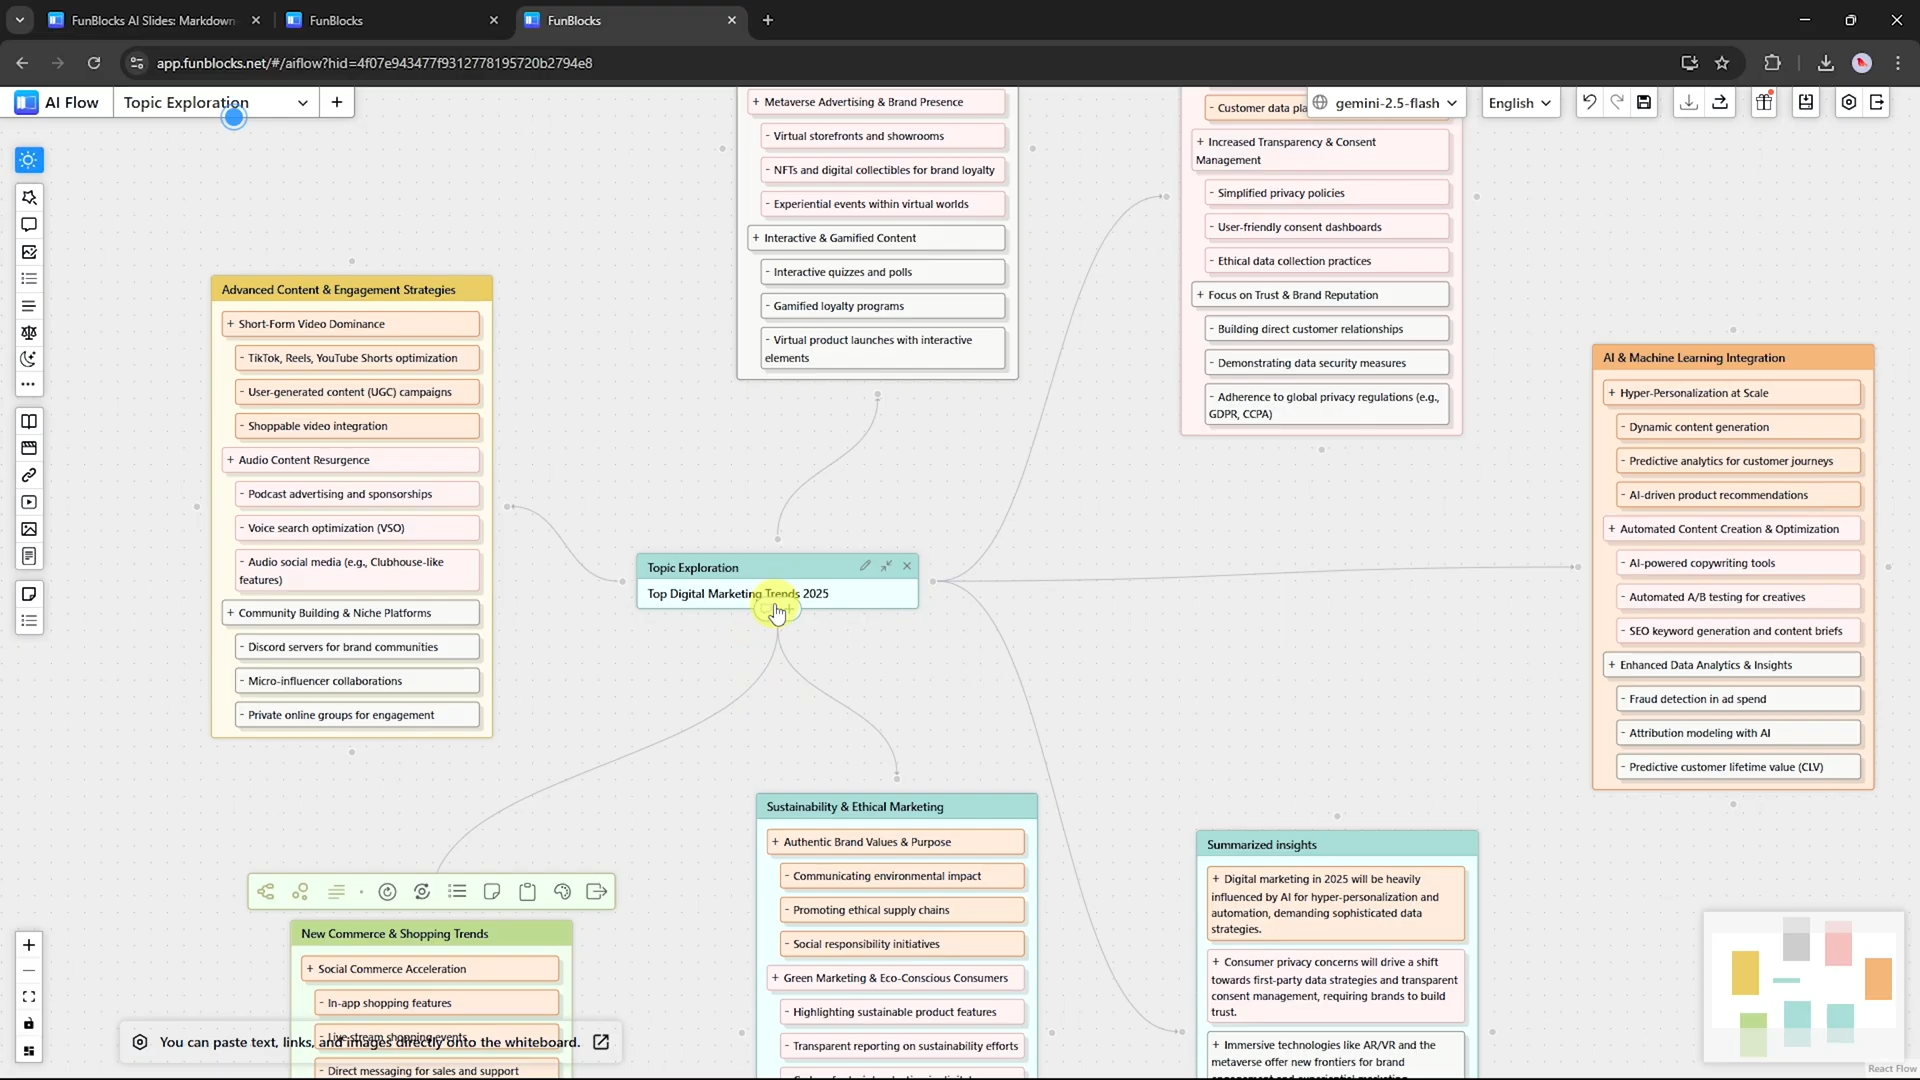 FunBlocks AI Slides: Markdown
FunBlocks
FunBlocks
app.funblocks.net/#/aiflow?hid=4f07e943477f9312778195720b2794e8
AI Flow
Topic Exploration
gemini-2.5-flash
English
+ Metaverse Advertising & Brand Presence
- Virtual storefronts and showrooms
- NFTs and digital collectibles for brand loyalty
- Experiential events within virtual worlds
+ Interactive & Gamified Content
- Interactive quizzes and polls
- Gamified loyalty programs
- Virtual product launches with interactive
elements
- Customer data
+ Increased Transparency & Consent
Management
- Simplified privacy policies
- User-friendly consent dashboards
- Ethical data collection practices
+ Focus on Trust & Brand Reputation
- Building direct customer relationships
- Demonstrating data security measures
- Adherence to global privacy regulations (e.g.,
GDPR, CCPA)
Advanced Content & Engagement Strategies
+ Short-Form Video Dominance
- TikTok, Reels, YouTube Shorts optimization
- User-generated content (UGC) campaigns
- Shoppable video integration
+ Audio Content Resurgence
- Podcast advertising and sponsorships
- Voice search optimization (VSO)
- Audio social media (e.g., Clubhouse-like
features)
+ Community Building & Niche Platforms
- Discord servers for brand communities
- Micro-influencer collaborations
- Private online groups for engagement
Topic Exploration
Top Digital Marketing Trends 2025
AI & Machine Learning Integration
+ Hyper-Personalization at Scale
- Dynamic content generation
- Predictive analytics for customer journeys
- AI-driven product recommendations
+ Automated Content Creation & Optimization
- AI-powered copywriting tools
- Automated A/B testing for creatives
- SEO keyword generation and content briefs
+ Enhanced Data Analytics & Insights
- Fraud detection in ad spend
- Attribution modeling with AI
- Predictive customer lifetime value (CLV)
Sustainability & Ethical Marketing
+ Authentic Brand Values & Purpose
- Communicating environmental impact
- Promoting ethical supply chains
- Social responsibility initiatives
+ Green Marketing & Eco-Conscious Consumers
- Highlighting sustainable product features
- Transparent reporting on sustainability efforts
Summarized insights
+ Digital marketing in 2025 will be heavily
influenced by AI for hyper-personalization and
automation, demanding sophisticated data
strategies.
+ Consumer privacy concerns will drive a shift
towards first-party data strategies and transparent
consent management, requiring brands to build
trust.
+ Immersive technologies like AR/VR and the
metaverse offer new frontiers for brand
New Commerce & Shopping Trends
+ Social Commerce Acceleration
- In-app shopping features
- Live-stream shopping events
- Direct messaging for sales and support
You can paste text, links, and images directly onto the whiteboard.
React Flow